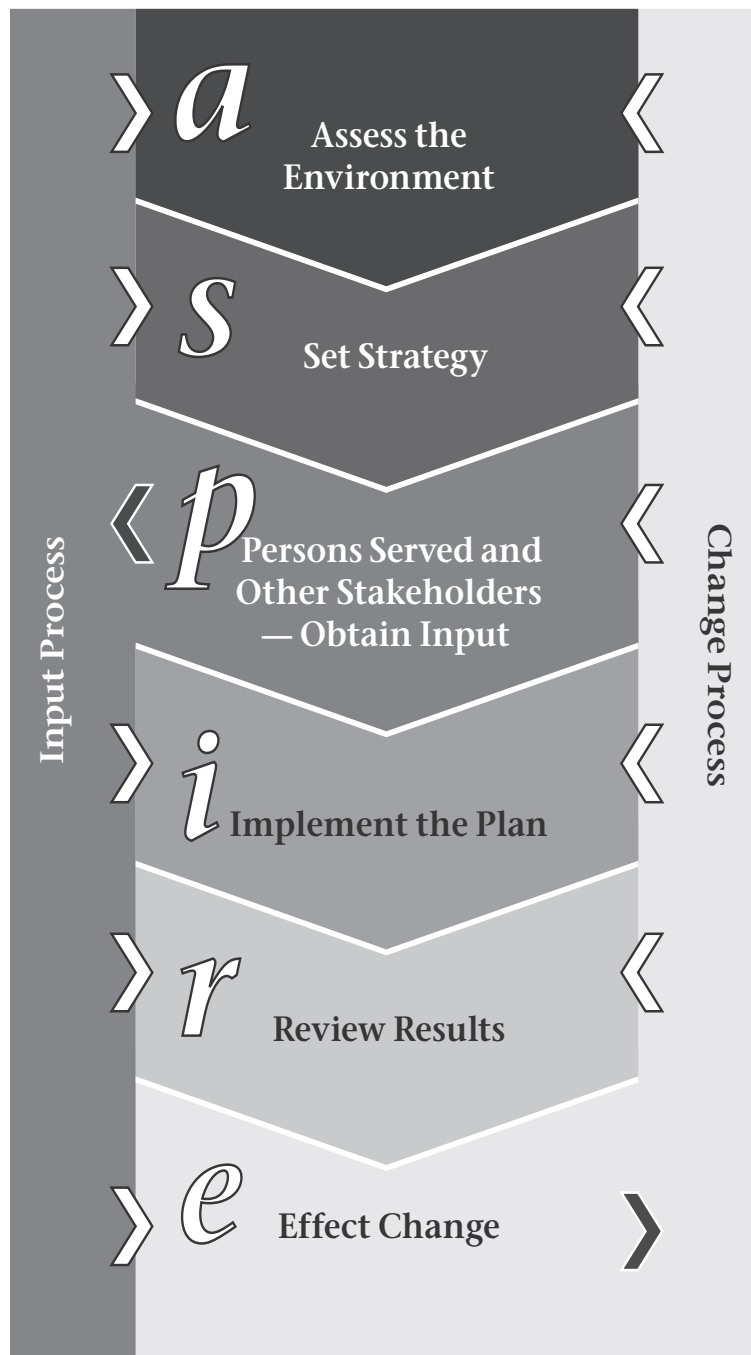 a
Assess the
Environment
s
Set Strategy
p
Persons Served and
Other Stakeholders
— Obtain Input
i
Implement the Plan
r
Review Results
e
Effect Change
Input Process
Change Process